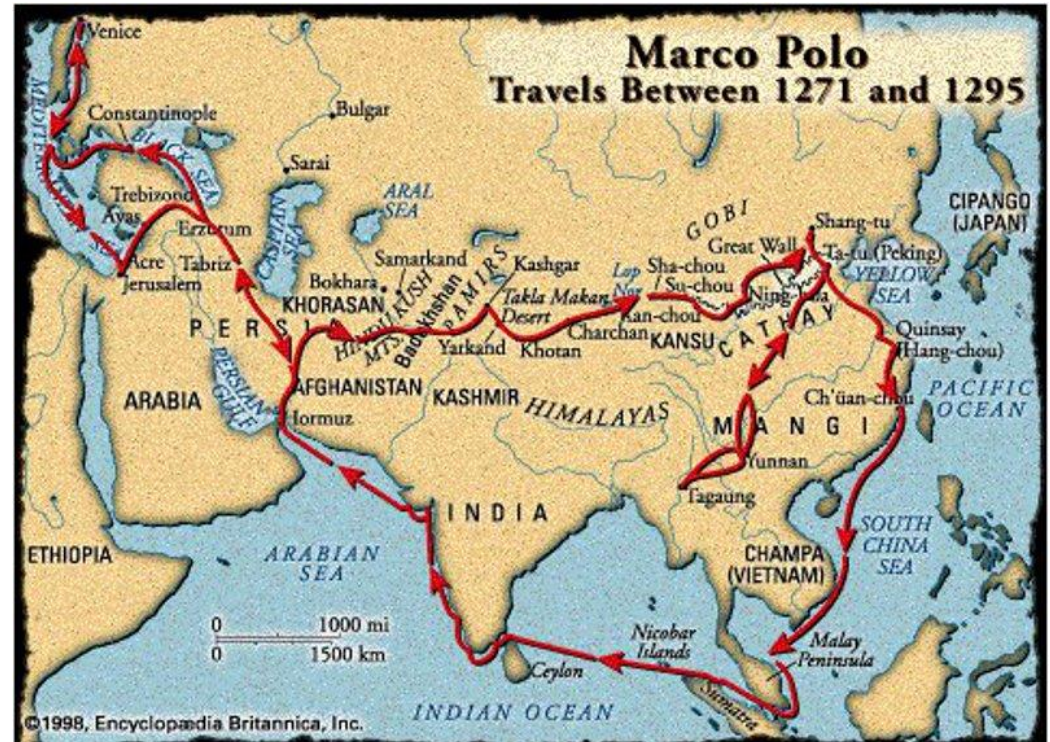 Marco Polo
Travels Between 1271 and 1295
Venice
Constantinople
BLACK SEA
Bulgar
Sarai
ARAL
SEA
CASPIAN
SEA
Trebizond
Ayas
Erzurum
Acre
Jerusalem
Tabriz
Samarkand
Bokhara
KHORASAN
HINDU KUSH
MTS.
Badakhshan
PAMIRS
Kashgar
Takla Makan
Desert
Yarkand
Khotan
Charchan
Lop
Nor
Sha-chou
Su-chou
Kan-chou
KANSU
GOBI
Great Wall
Shang-tu
Ta-tu (Peking)
Ning-hsia
CATHAY
YELLOW
SEA
CIPANGO
(JAPAN)
PERSIA
PERSIAN
GULF
ARABIA
AFGHANISTAN
KASHMIR
HIMALAYAS
Hormuz
Quinsay
(Hang-chou)
Ch'üan-chou
PACIFIC
OCEAN
MANGI
Yunnan
Tagaung
INDIA
ETHIOPIA
ARABIAN
SEA
CHAMPA
(VIETNAM)
SOUTH
CHINA
SEA
0 1000 mi
0 1500 km
Nicobar
Islands
Malay
Peninsula
Ceylon
Sumatra
INDIAN OCEAN
©1998, Encyclopædia Britannica, Inc.